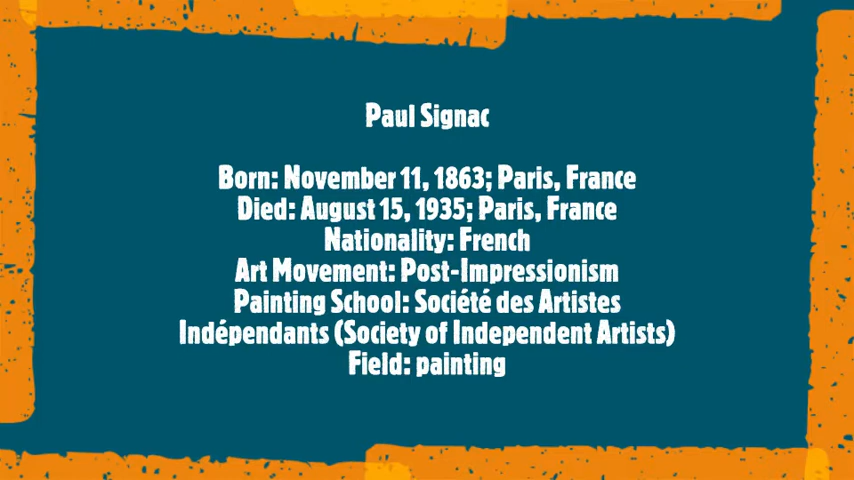 Paul Signac
Born: November 11, 1863; Paris, France
Died: August 15, 1935; Paris, France
Nationality: French
Art Movement: Post-Impressionism
Painting School: Société des Artistes
Indépendants (Society of Independent Artists)
Field: painting